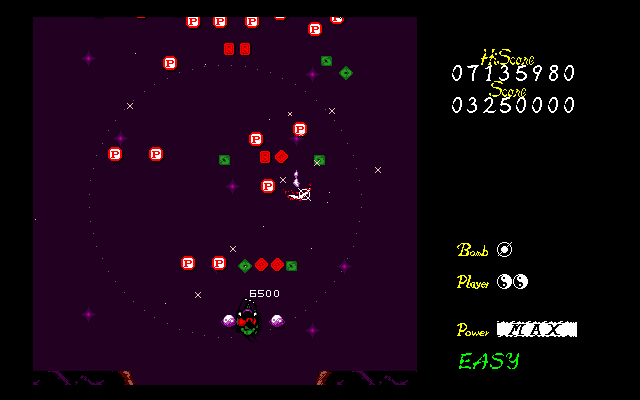 P P P P
P
P
HiScore
07135980
Score
03250000
P
P
P P
P
P P
Bomb
Player
6500
Power MAX
EASY